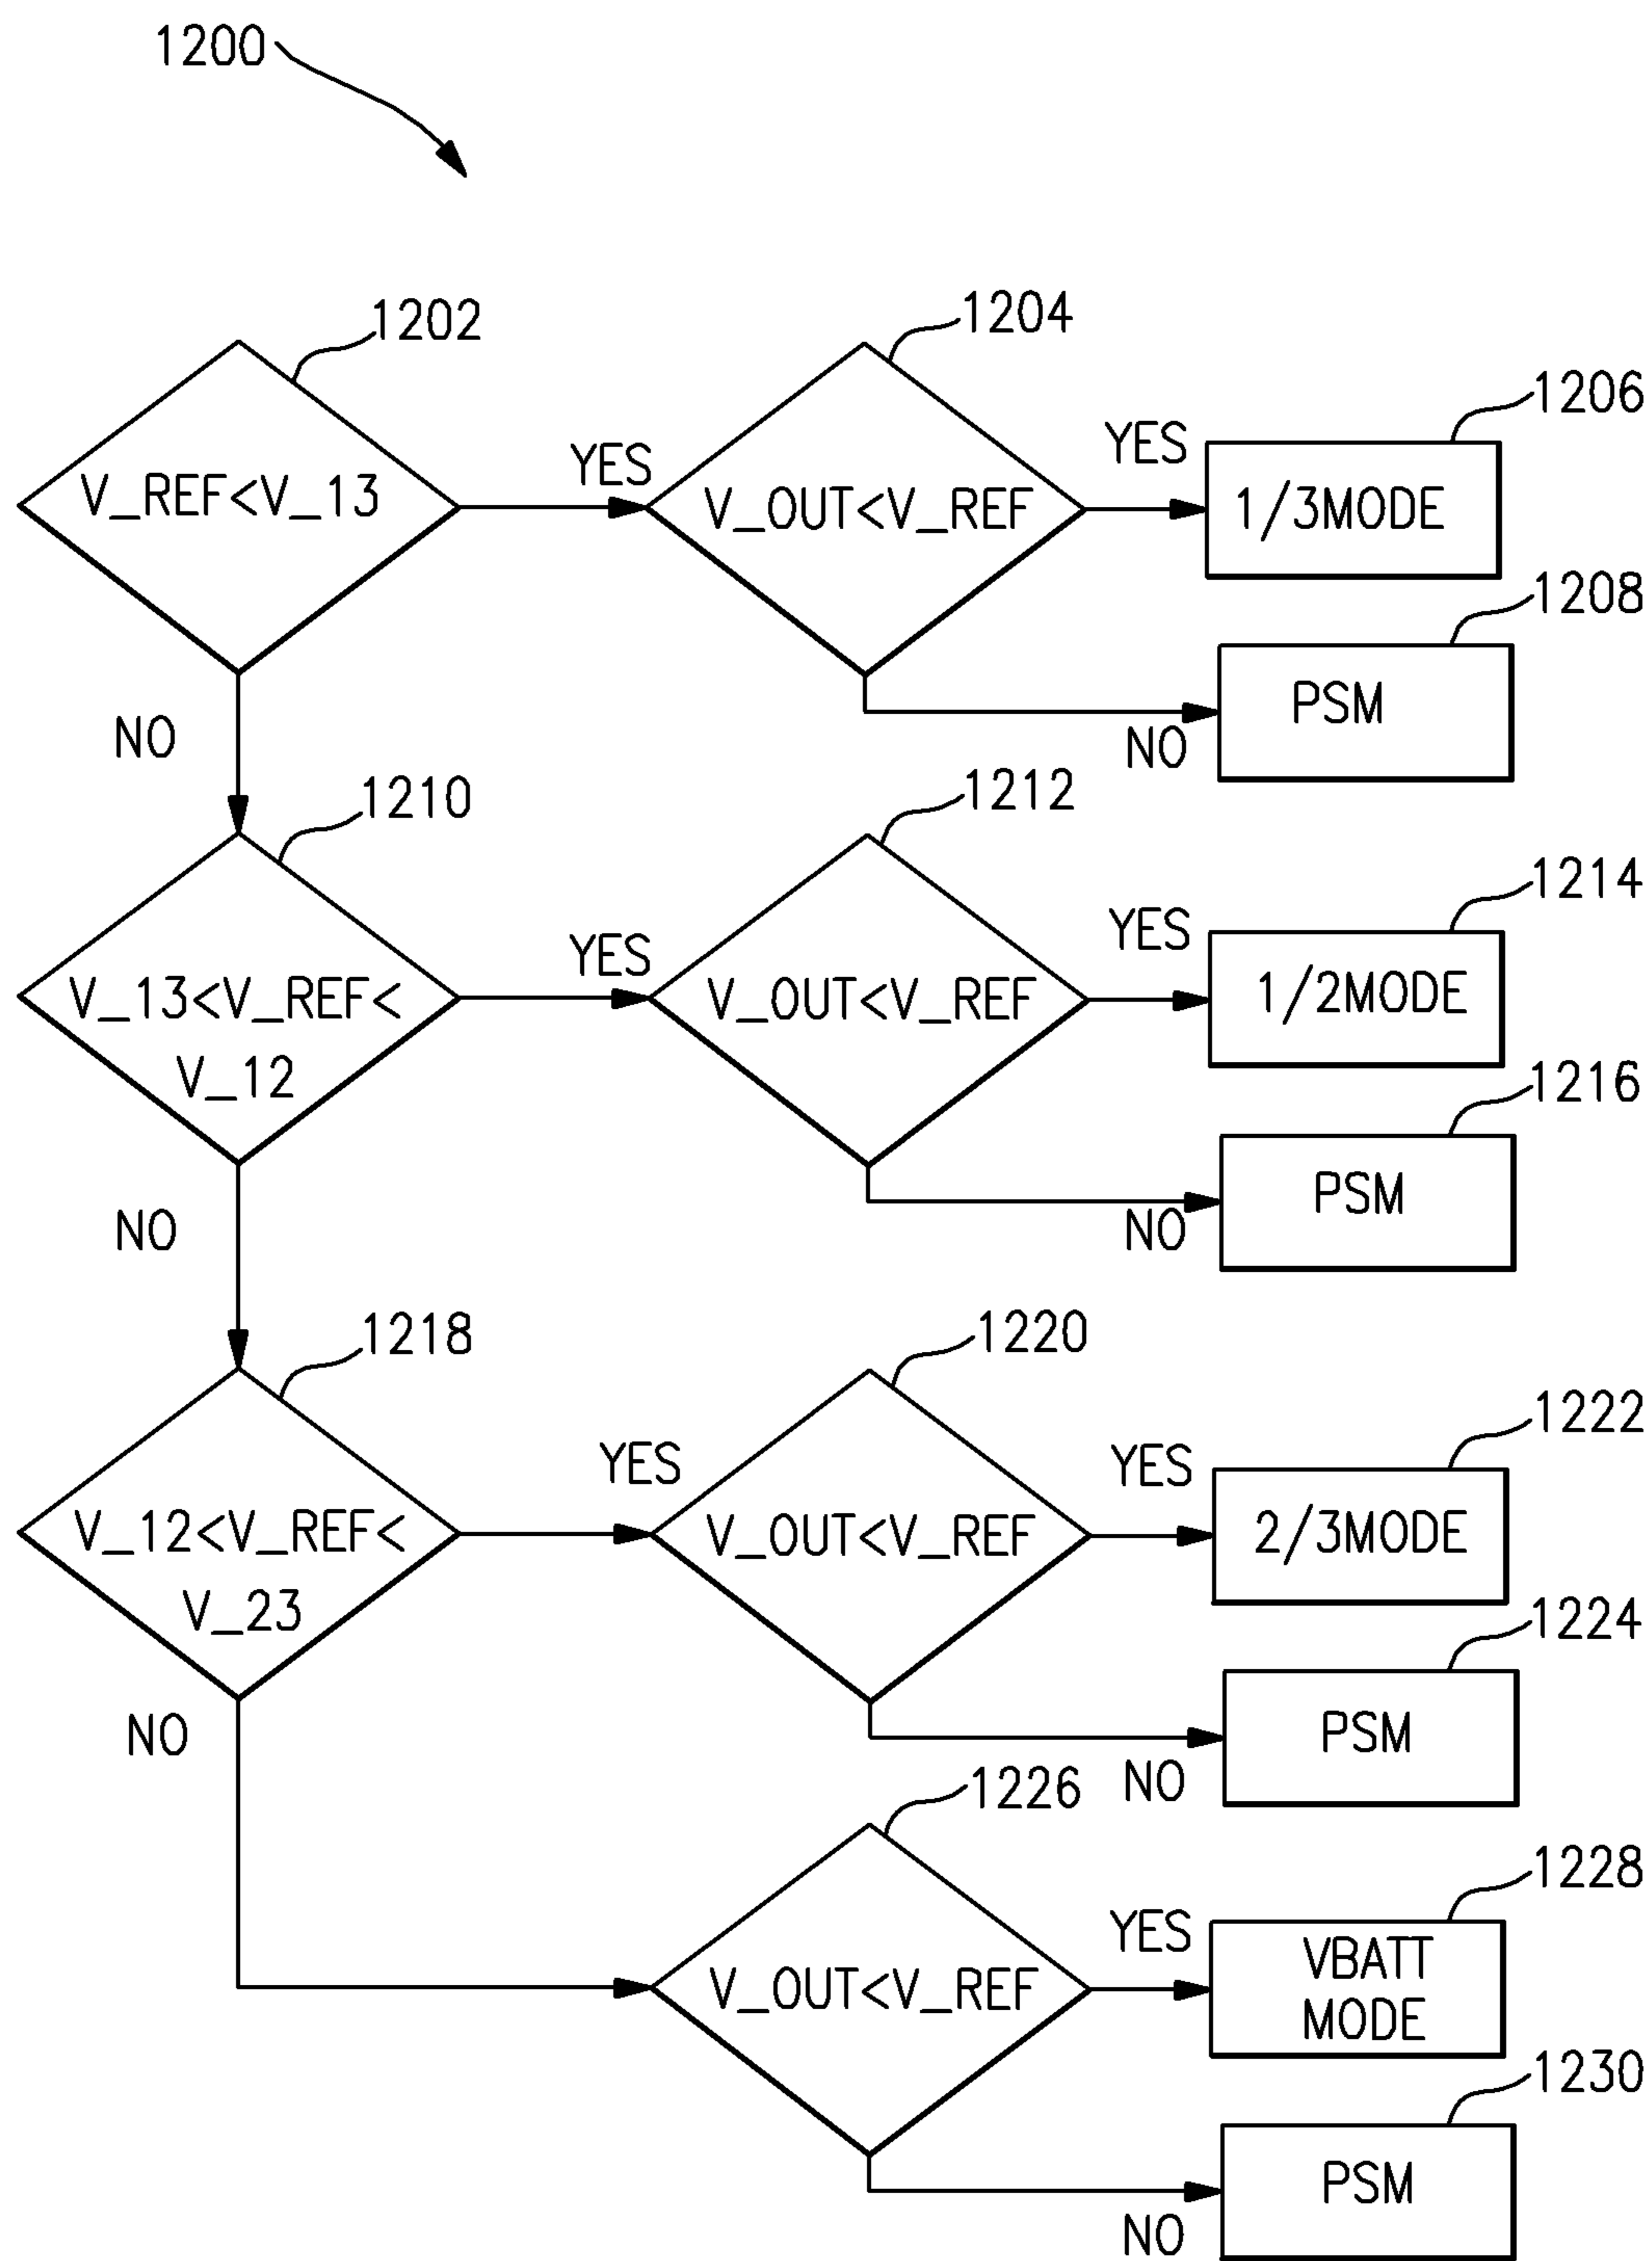 1200
1202
1204
1206
V_REF<V_13
YES
V_OUT<V_REF
YES
1/3MODE
1208
PSM
NO
NO
1210
1212
1214
V_13<V_REF<
V_12
YES
V_OUT<V_REF
YES
1/2MODE
1216
PSM
NO
NO
1218
1220
1222
V_12<V_REF<
V_23
YES
V_OUT<V_REF
YES
2/3MODE
1224
PSM
NO
NO
1226
1228
V_OUT<V_REF
YES
VBATT
MODE
1230
PSM
NO